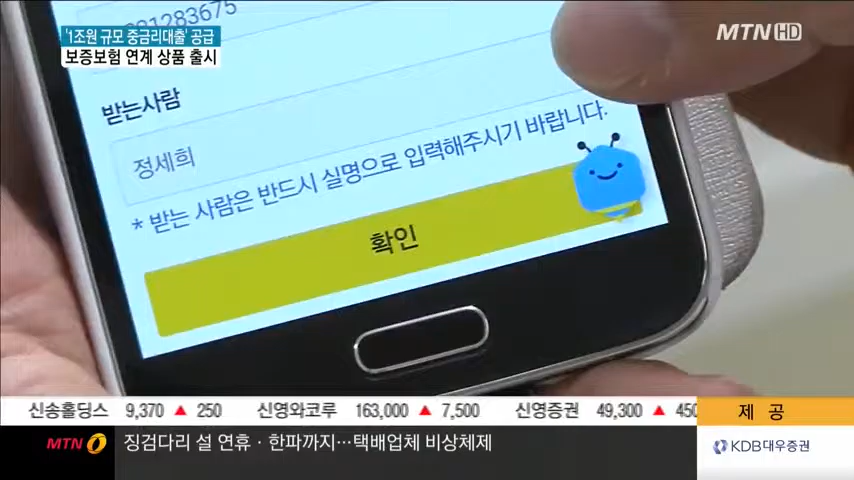 '1조원 규모 중금리대출' 공급
보증보험 연계 상품 출시
MTN HD
받는사람
정세희
* 받는 사람은 반드시 실명으로 입력해주시기 바랍니다.
확인
신송홀딩스 9,370 ▲ 250 신영와코루 163,000 ▲ 7,500 신영증권 49,300 ▲ 450
제 공
MTN 징검다리 설 연휴·한파까지…택배업체 비상체제
KDB대우증권